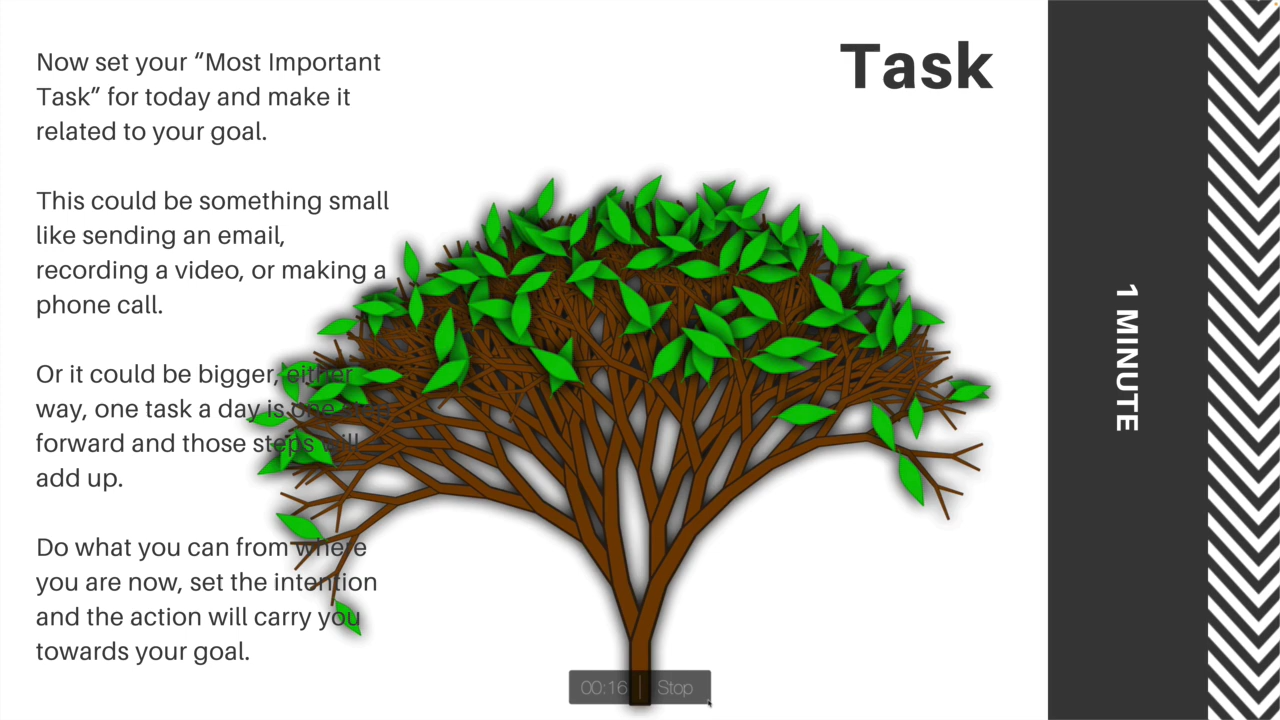 Task
Now set your “Most Important
Task” for today and make it
related to your goal.
This could be something small
like sending an email,
recording a video, or making a
phone call.
Or it could be bigger, either
way, one task a day is one step
forward and those steps will
add up.
Do what you can from where
you are now, set the intention
and the action will carry you
towards your goal.
1 MINUTE
00:16 | Stop